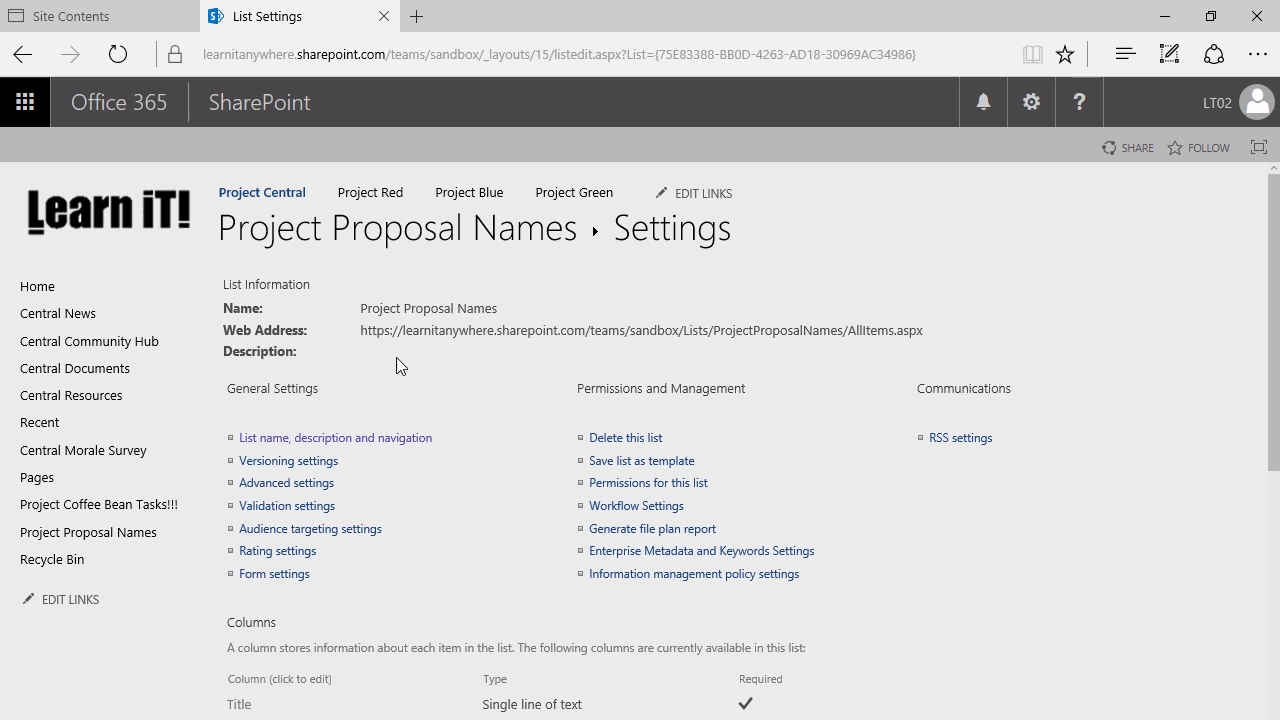 Site Contents
List Settings
learnitanywhere.sharepoint.com/teams/sandbox/_layouts/15/listedit.aspx?List={75E83388-BB0D-4263-AD18-30969AC34986}
Office 365
SharePoint
?
LT02
SHARE
FOLLOW
Learn iT!
Project Central
Project Red
Project Blue
Project Green
EDIT LINKS
Project Proposal Names
Settings
Home
Central News
Central Community Hub
Central Documents
Central Resources
Recent
Central Morale Survey
Pages
Project Coffee Bean Tasks!!!
Project Proposal Names
Recycle Bin
EDIT LINKS
List Information
Name: Project Proposal Names
Web Address: https://learnitanywhere.sharepoint.com/teams/sandbox/Lists/ProjectProposalNames/AllItems.aspx
Description:
General Settings
List name, description and navigation
Versioning settings
Advanced settings
Validation settings
Audience targeting settings
Rating settings
Form settings
Permissions and Management
Delete this list
Save list as template
Permissions for this list
Workflow Settings
Generate file plan report
Enterprise Metadata and Keywords Settings
Information management policy settings
Communications
RSS settings
Columns
A column stores information about each item in the list. The following columns are currently available in this list:
Column (click to edit) Type Required
Title Single line of text